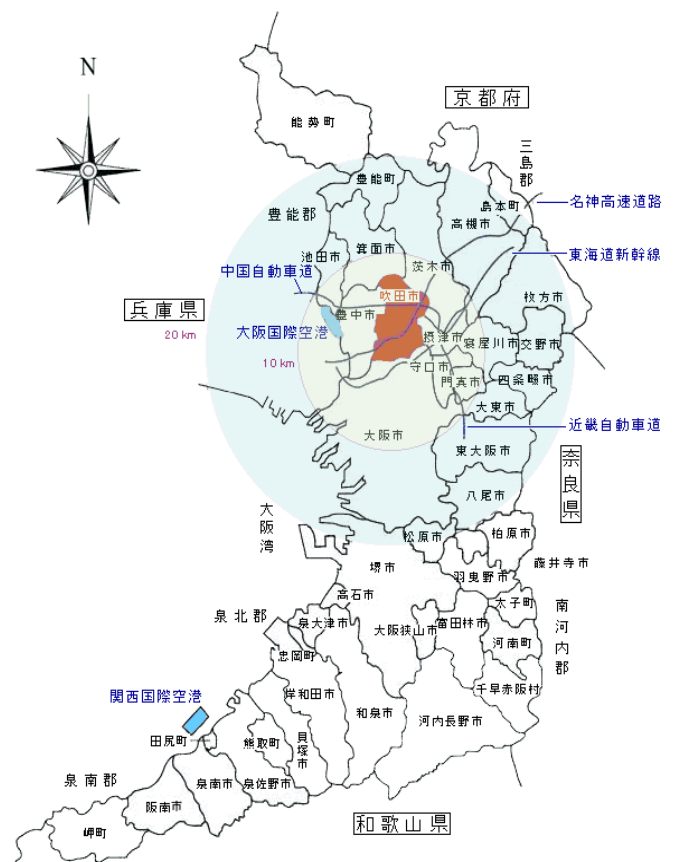 N
京都府
能勢町
三島郡
豊能町
名神高速道路
島本町
豊能郡
高槻市
箕面市
東海道新幹線
池田市
茨木市
中国自動車道
吹田市
枚方市
兵庫県
豊中市
大阪国際空港
20 km
摂津市
寝屋川市
交野市
10 km
守口市
門真市
四条畷市
大東市
近畿自動車道
大阪市
東大阪市
奈良県
八尾市
大阪湾
松原市
柏原市
藤井寺市
堺市
羽曳野市
高石市
太子町
南河内郡
泉北郡
泉大津市
大阪狭山市
富田林市
河南町
忠岡町
千早赤阪村
関西国際空港
岸和田市
和泉市
河内長野市
田尻町
熊取町
貝塚市
泉南郡
泉南市
泉佐野市
阪南市
岬町
和歌山県